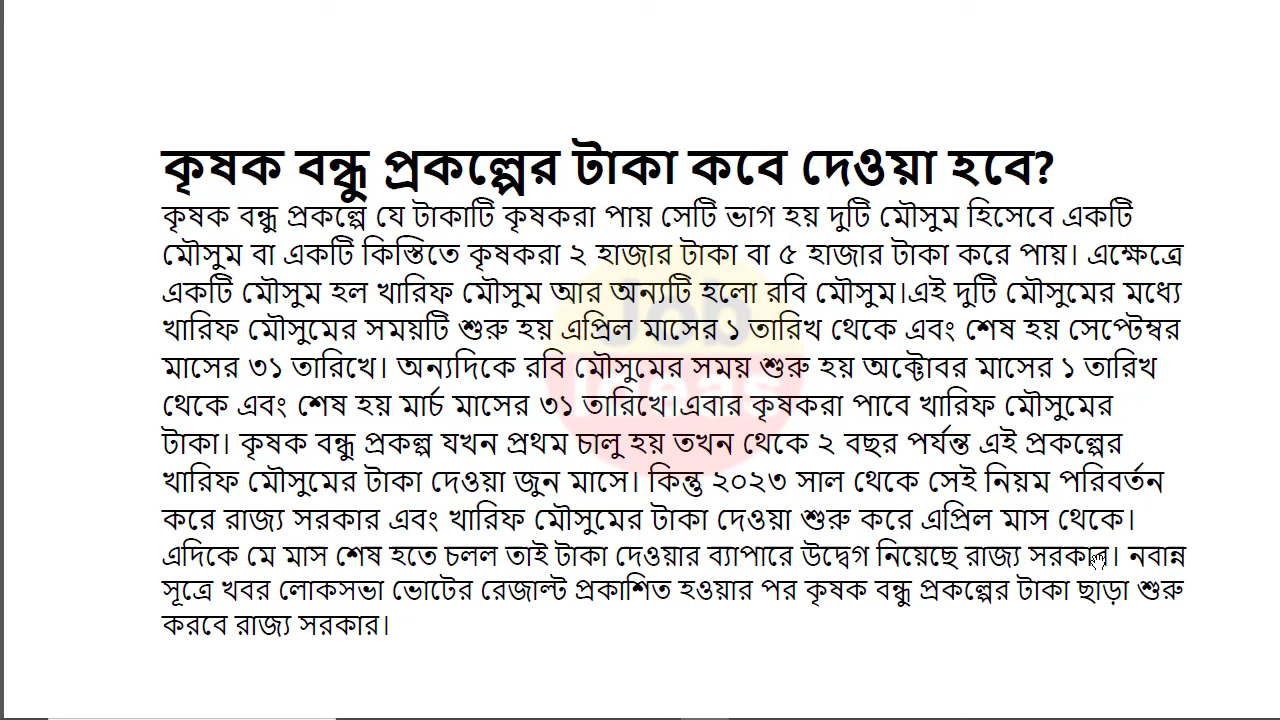 কৃষক বন্ধু প্রকল্পের টাকা কবে দেওয়া হবে?
কৃষক বন্ধু প্রকল্পে যে টাকাটি কৃষকরা পায় সেটি ভাগ হয় দুটি মৌসুম হিসেবে একটি
মৌসুম বা একটি কিস্তিতে কৃষকরা ২ হাজার টাকা বা ৫ হাজার টাকা করে পায়। এক্ষেত্রে
একটি মৌসুম হল খারিফ মৌসুম আর অন্যটি হলো রবি মৌসুম।এই দুটি মৌসুমের মধ্যে
খারিফ মৌসুমের সময়টি শুরু হয় এপ্রিল মাসের ১ তারিখ থেকে এবং শেষ হয় সেপ্টেম্বর
মাসের ৩১ তারিখে। অন্যদিকে রবি মৌসুমের সময় শুরু হয় অক্টোবর মাসের ১ তারিখ
থেকে এবং শেষ হয় মার্চ মাসের ৩১ তারিখে।এবার কৃষকরা পাবে খারিফ মৌসুমের
টাকা। কৃষক বন্ধু প্রকল্প যখন প্রথম চালু হয় তখন থেকে ২ বছর পর্যন্ত এই প্রকল্পের
খারিফ মৌসুমের টাকা দেওয়া জুন মাসে। কিন্তু ২০২৩ সাল থেকে সেই নিয়ম পরিবর্তন
করে রাজ্য সরকার এবং খারিফ মৌসুমের টাকা দেওয়া শুরু করে এপ্রিল মাস থেকে।
এদিকে মে মাস শেষ হতে চলল তাই টাকা দেওয়ার ব্যাপারে উদ্বেগ নিয়েছে রাজ্য সরকার। নবান্ন
সূত্রে খবর লোকসভা ভোটের রেজাল্ট প্রকাশিত হওয়ার পর কৃষক বন্ধু প্রকল্পের টাকা ছাড়া শুরু
করবে রাজ্য সরকার।
Job
Ideas